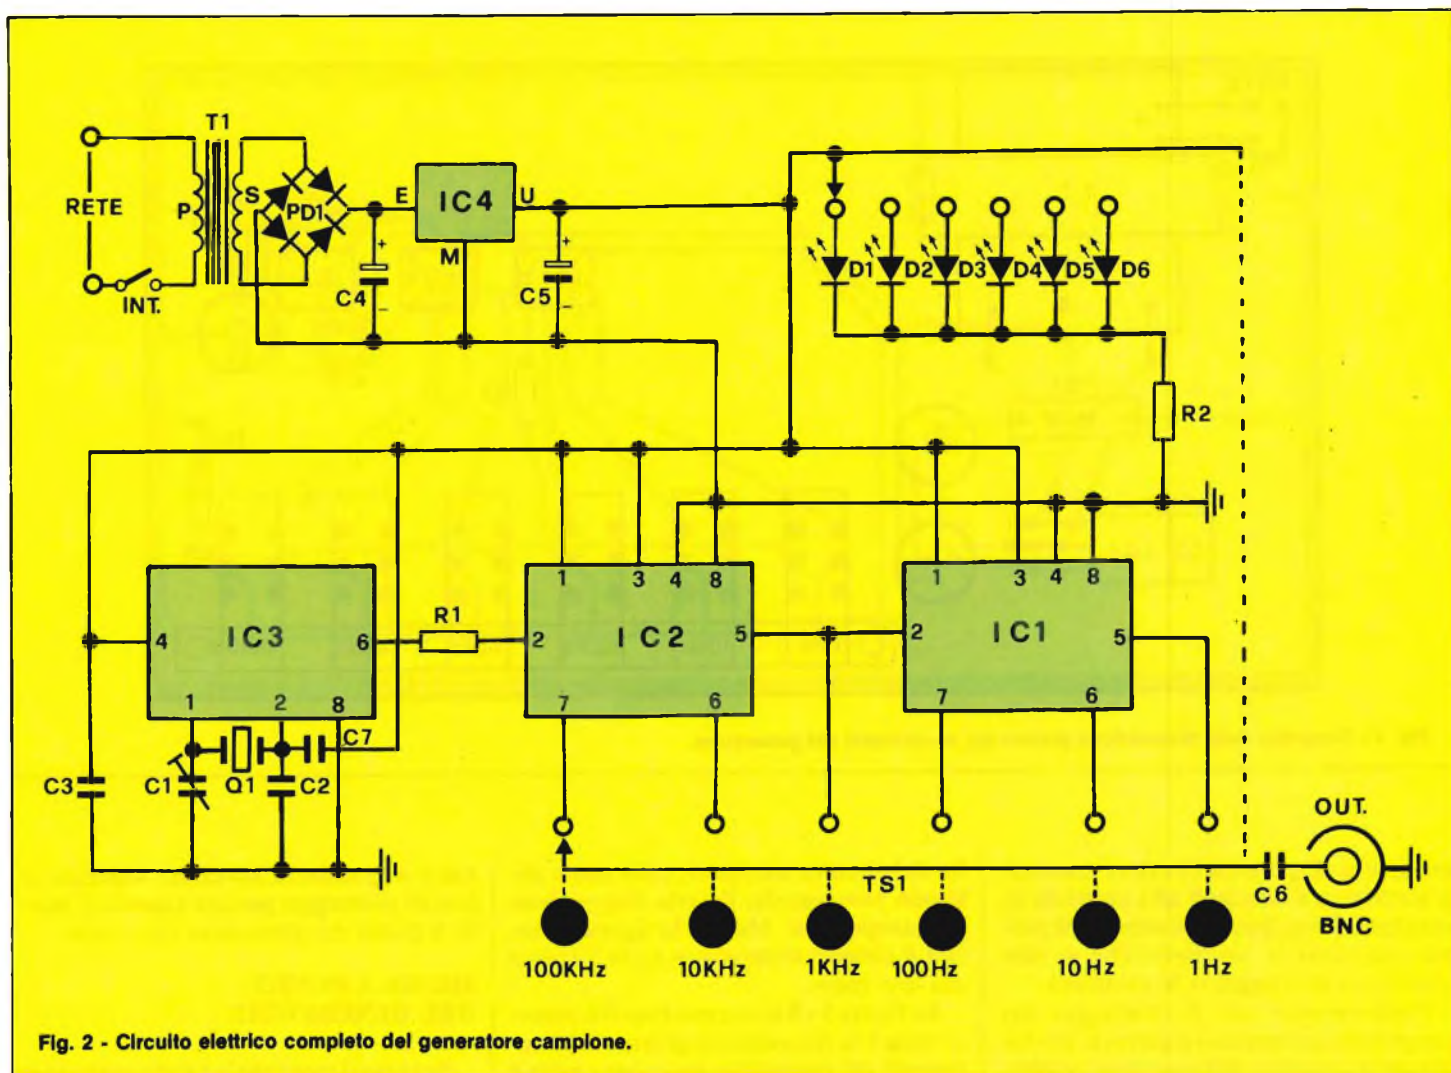 T1
RETE
P
S
PD1
E
IC4
U
M
INT.
C4
+
-
C5
+
-
D1
D2
D3
D4
D5
D6
R2
1
3
4
8
1
3
4
8
4
IC3
6
R1
2
IC2
5
2
IC1
5
1
2
8
7
6
7
6
C3
C1
Q1
C2
C7
TS1
OUT.
C6
BNC
100KHz
10KHz
1KHz
100Hz
10Hz
1Hz
Fig. 2 - Circuito elettrico completo del generatore campione.